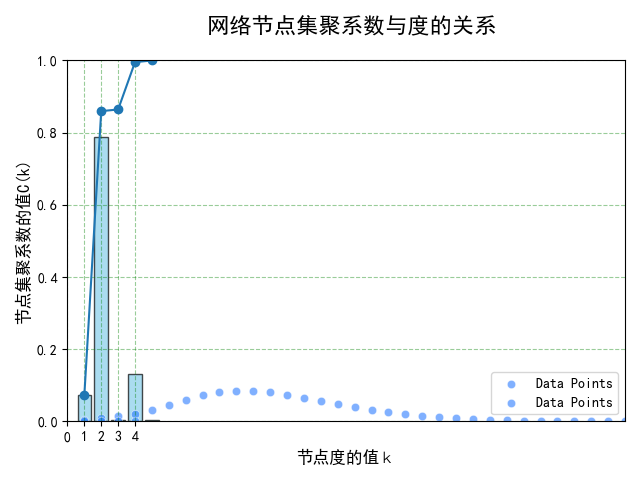 网络节点集聚系数与度的关系
节点集聚系数的值C(k)
1.0
0.8
0.6
0.4
0.2
0.0
0 1 2 3 4
节点度的值k
Data Points
Data Points